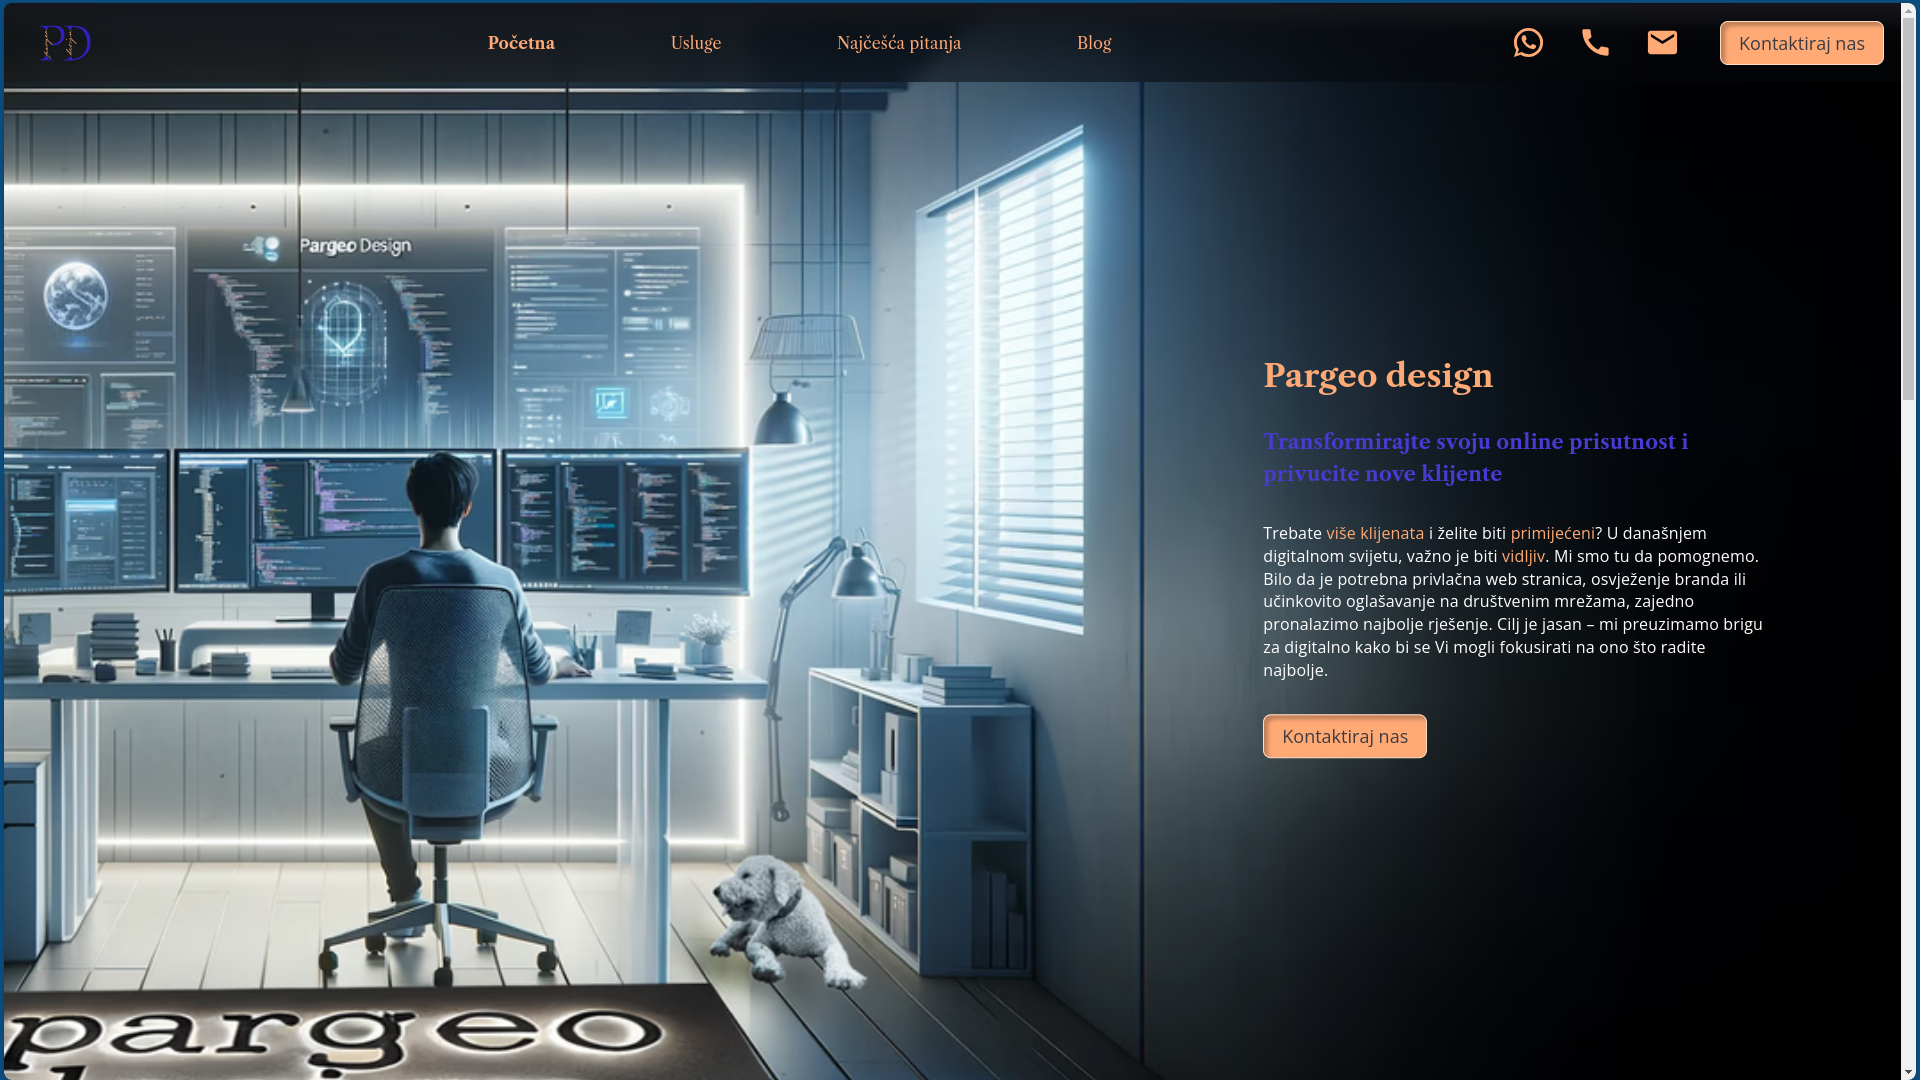 PD
Početna
Usluge
Najčešća pitanja
Blog
Kontaktiraj nas
Pargeo Design
Pargeo design
Transformirajte svoju online prisutnost i
privucite nove klijente
Trebate više klijenata i želite biti primijećeni? U današnjem
digitalnom svijetu, važno je biti vidljiv. Mi smo tu da pomognemo.
Bilo da je potrebna privlačna web stranica, osvježenje branda ili
učinkovito oglašavanje na društvenim mrežama, zajedno
pronalazimo najbolje rješenje. Cilj je jasan – mi preuzimamo brigu
za digitalno kako bi se Vi mogli fokusirati na ono što radite
najbolje.
Kontaktiraj nas
pargeo